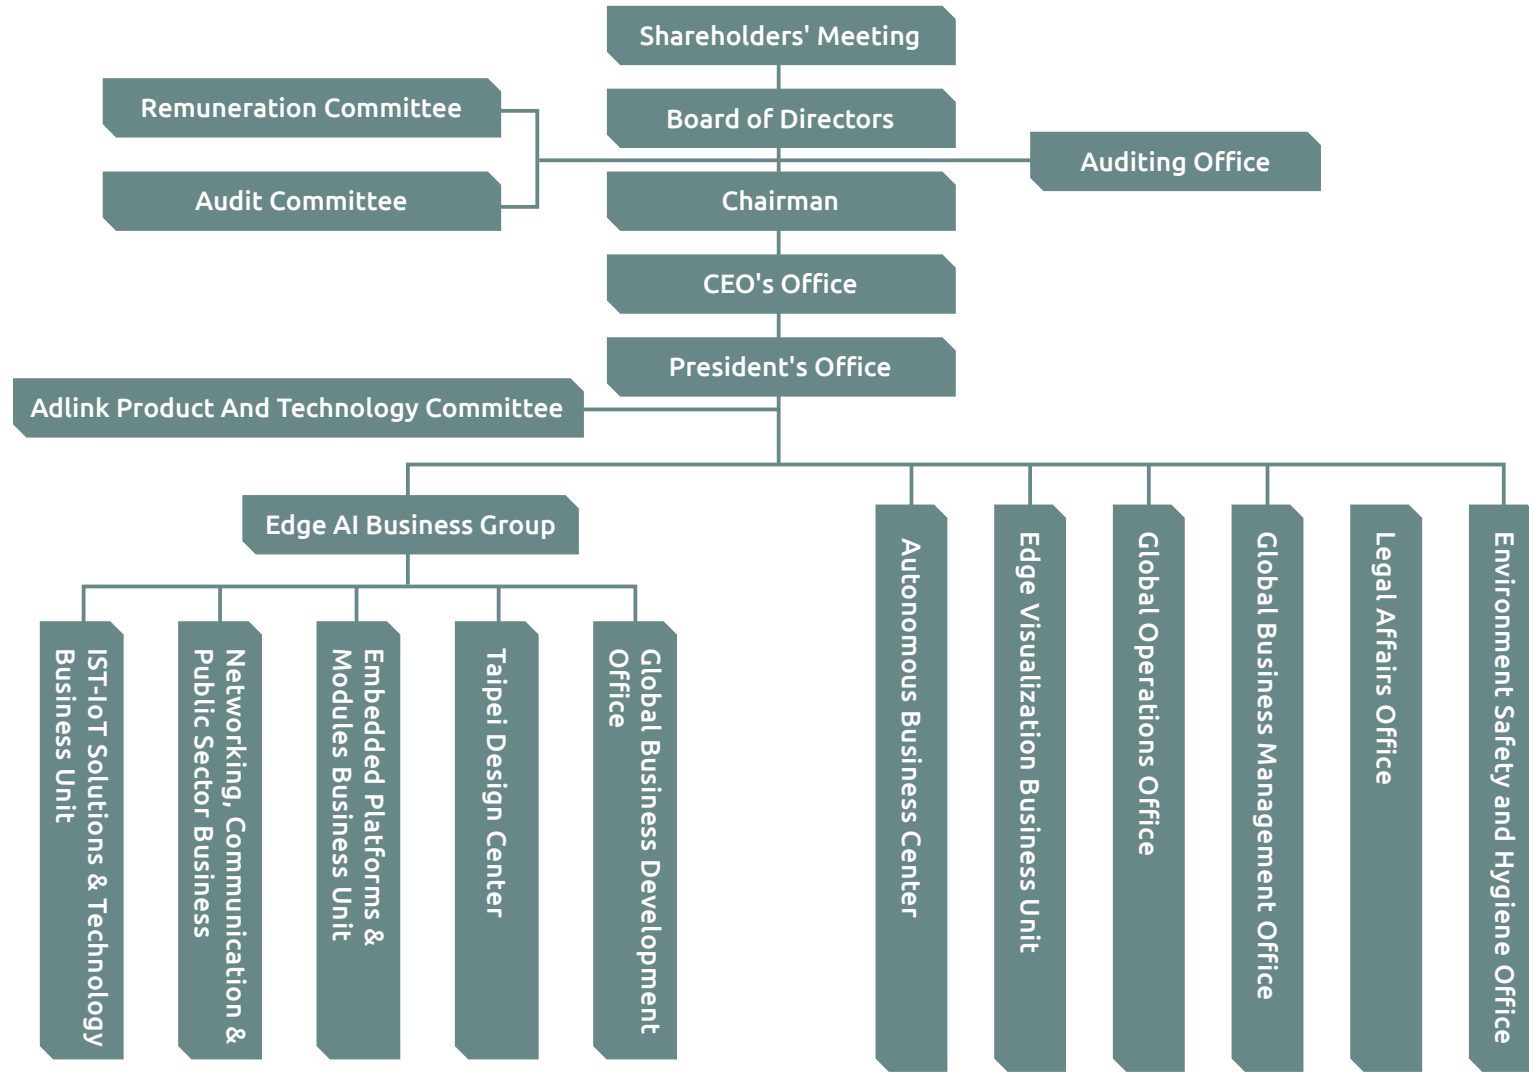 Shareholders' Meeting
Remuneration Committee
Board of Directors
Auditing Office
Audit Committee
Chairman
CEO's Office
President's Office
Adlink Product And Technology Committee
Edge AI Business Group
IST-IoT Solutions & Technology
Business Unit
Networking, Communication &
Public Sector Business
Embedded Platforms &
Modules Business Unit
Taipei Design Center
Global Business Development
Office
Autonomous Business Center
Edge Visualization Business Unit
Global Operations Office
Global Business Management Office
Legal Affairs Office
Environment Safety and Hygiene Office